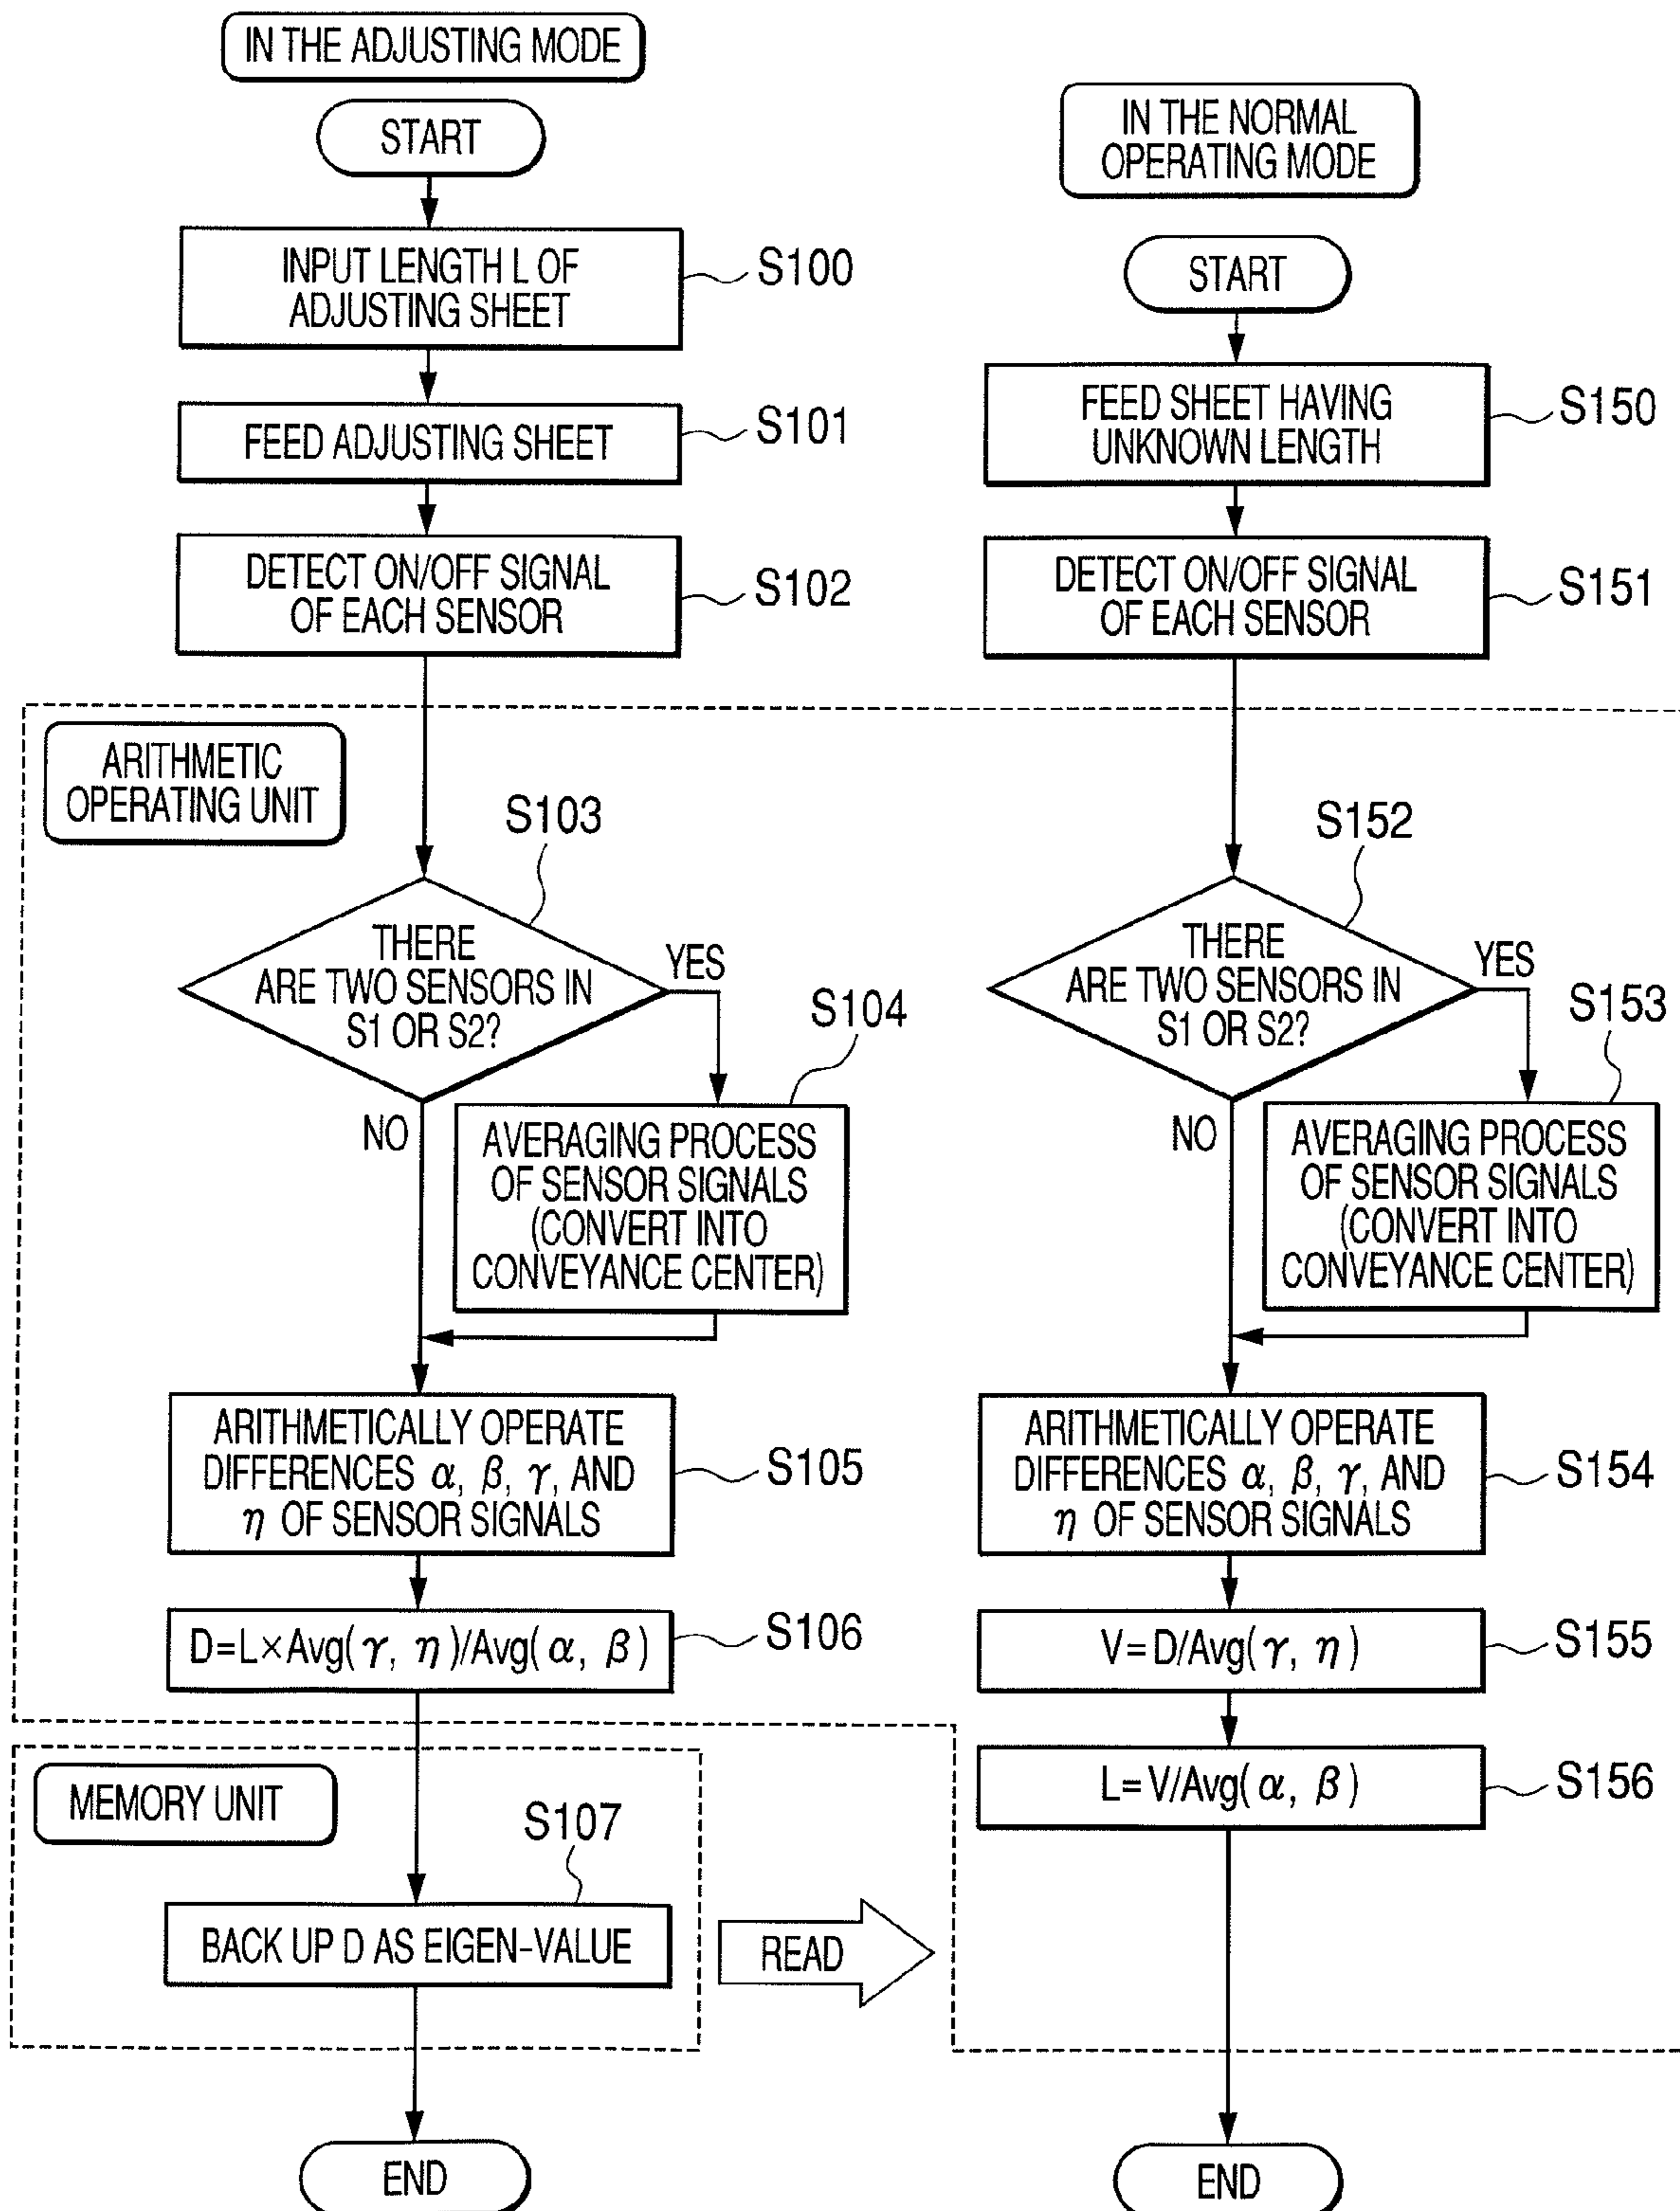 IN THE ADJUSTING MODE
START
INPUT LENGTH L OF
ADJUSTING SHEET
S100
FEED ADJUSTING SHEET
S101
DETECT ON/OFF SIGNAL
OF EACH SENSOR
S102
ARITHMETIC
OPERATING UNIT
S103
THERE
ARE TWO SENSORS IN
S1 OR S2?
YES
NO
S104
AVERAGING PROCESS
OF SENSOR SIGNALS
(CONVERT INTO
CONVEYANCE CENTER)
ARITHMETICALLY OPERATE
DIFFERENCES α, β, γ, AND
η OF SENSOR SIGNALS
S105
D=L×Avg(γ, η)/Avg(α, β)
S106
MEMORY UNIT
S107
BACK UP D AS EIGEN-VALUE
READ
END
IN THE NORMAL
OPERATING MODE
START
FEED SHEET HAVING
UNKNOWN LENGTH
S150
DETECT ON/OFF SIGNAL
OF EACH SENSOR
S151
S152
THERE
ARE TWO SENSORS IN
S1 OR S2?
YES
NO
S153
AVERAGING PROCESS
OF SENSOR SIGNALS
(CONVERT INTO
CONVEYANCE CENTER)
ARITHMETICALLY OPERATE
DIFFERENCES α, β, γ, AND
η OF SENSOR SIGNALS
S154
V=D/Avg(γ, η)
S155
L=V/Avg(α, β)
S156
END